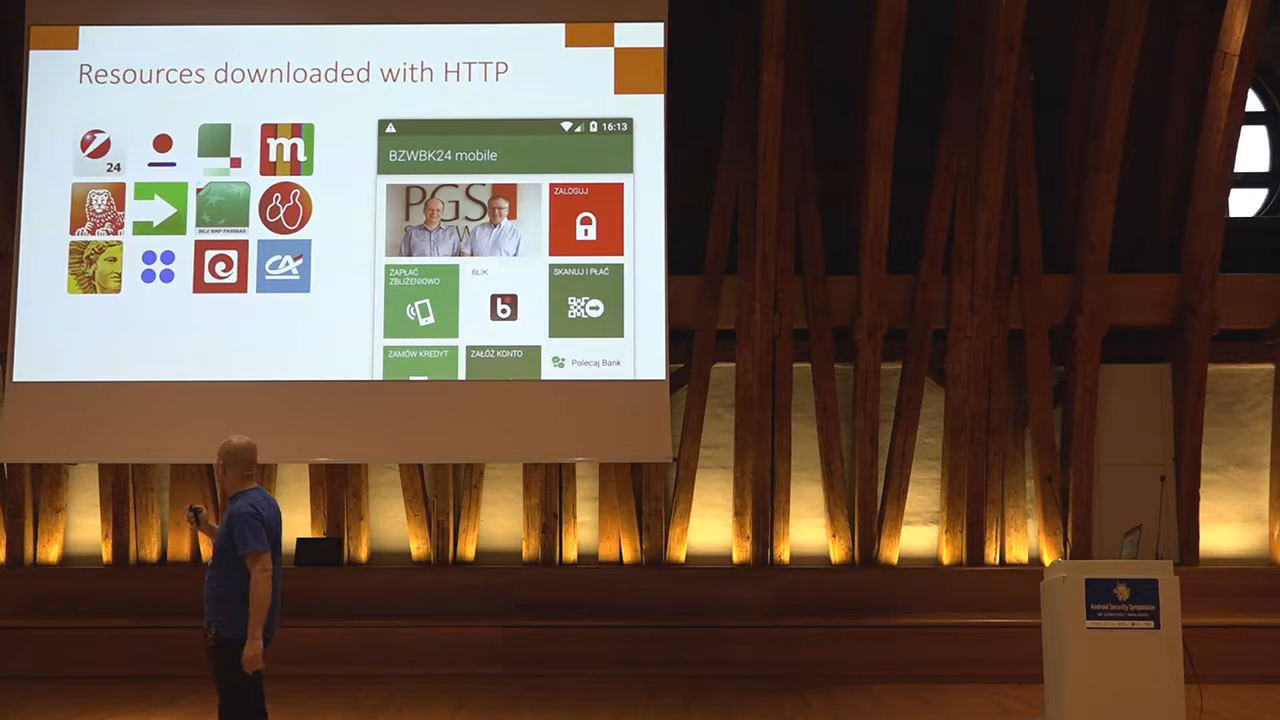 Resources downloaded with HTTP
24
m
BGŻ BNP PARIBAS
e
CA
16:13
BZWBK24 mobile
PGS
ZALOGUJ
ZAPŁAĆ
ZBLIŻENIOWO
BLIK
b
SKANUJ I PŁAĆ
ZAMÓW KREDYT
ZAŁÓŻ KONTO
Polecaj Bank
Android Security Symposium